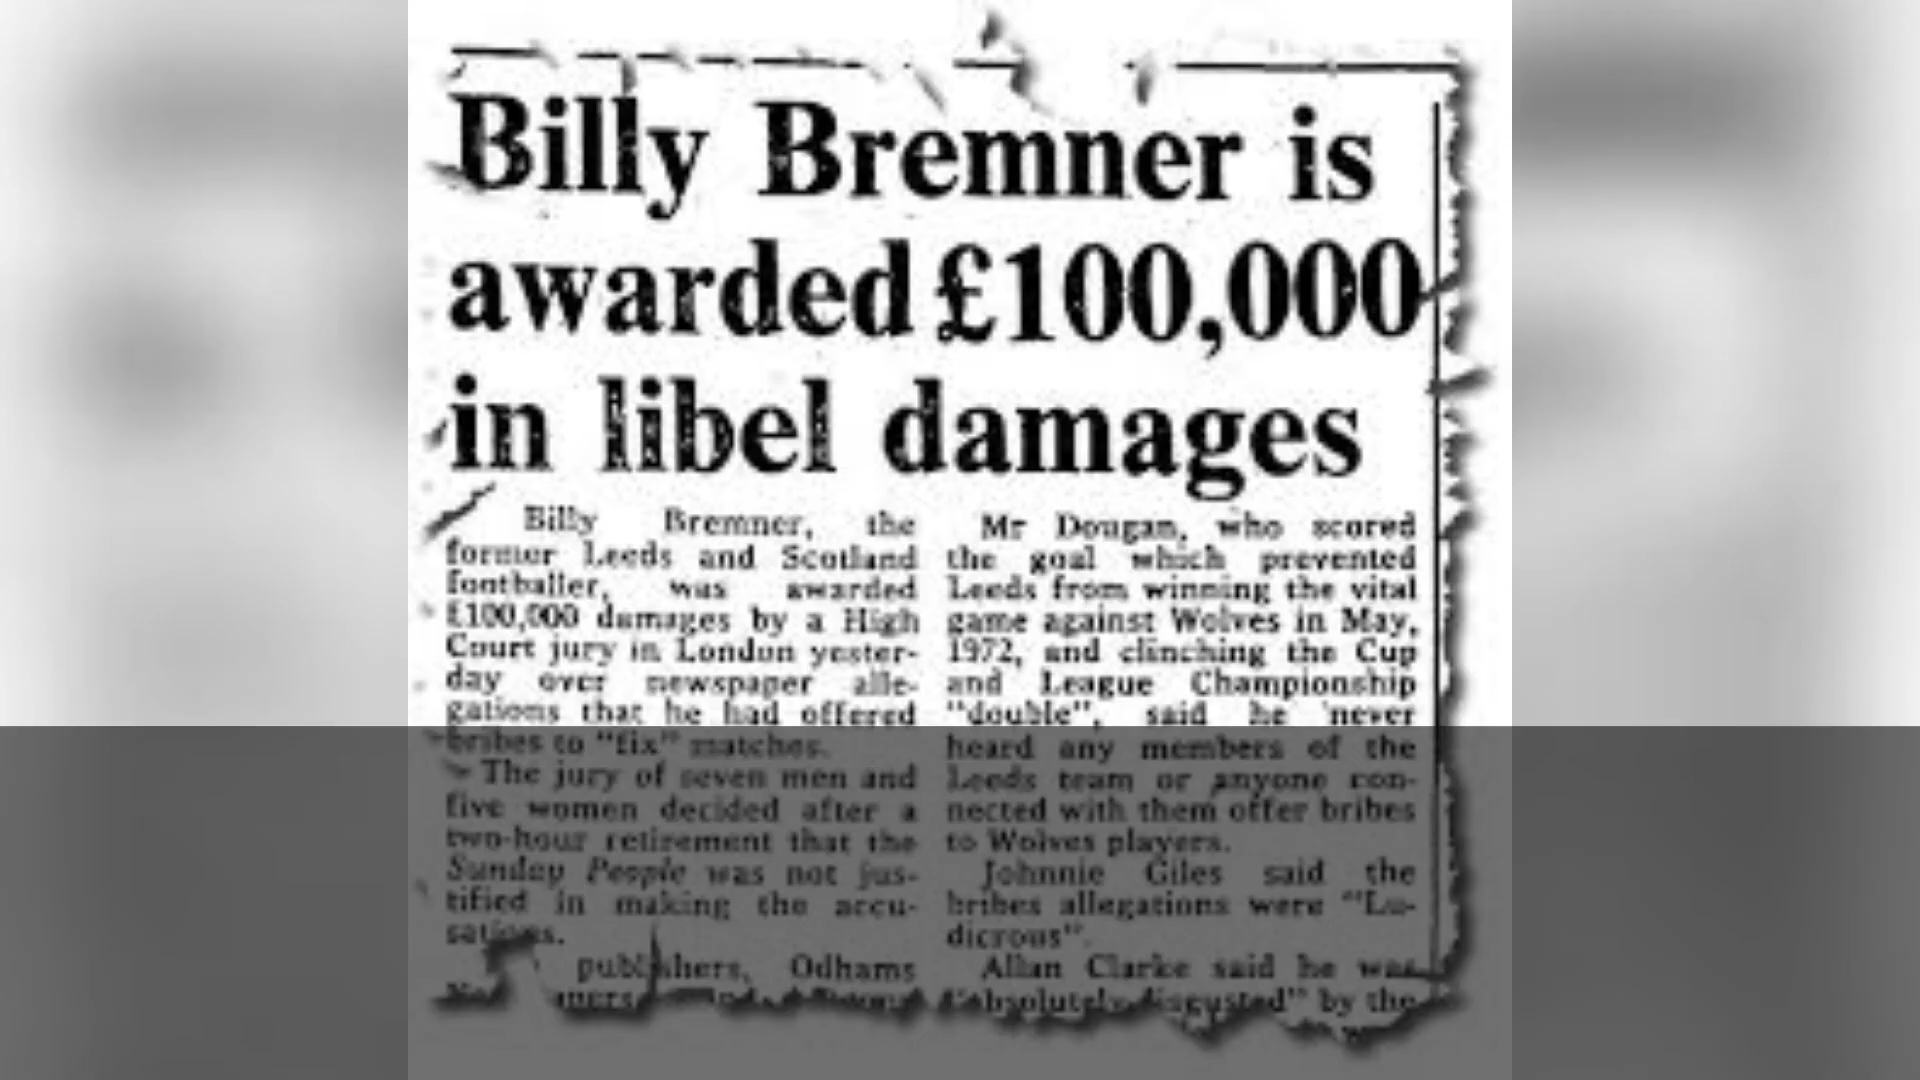 Billy Bremner is
awarded £100,000
in libel damages
Billy Bremner, the
former Leeds and Scotland
footballer, was awarded
£100,000 damages by a High
Court jury in London yester-
day over newspaper alle-
gations that he had offered
bribes to "fix" matches.
The jury of seven men and
five women decided after a
two-hour retirement that the
Sunday People was not jus-
tified in making the accu-
sations.
publishers, Odhams
Mr Dougan, who scored
the goal which prevented
Leeds from winning the vital
game against Wolves in May,
1972, and clinching the Cup
and League Championship
"double", said he never
heard any members of the
Leeds team or anyone con-
nected with them offer bribes
to Wolves players.
Johnnie Giles said the
bribes allegations were "Lu-
dicrous".
Allan Clarke said he was
"absolutely disgusted" by the